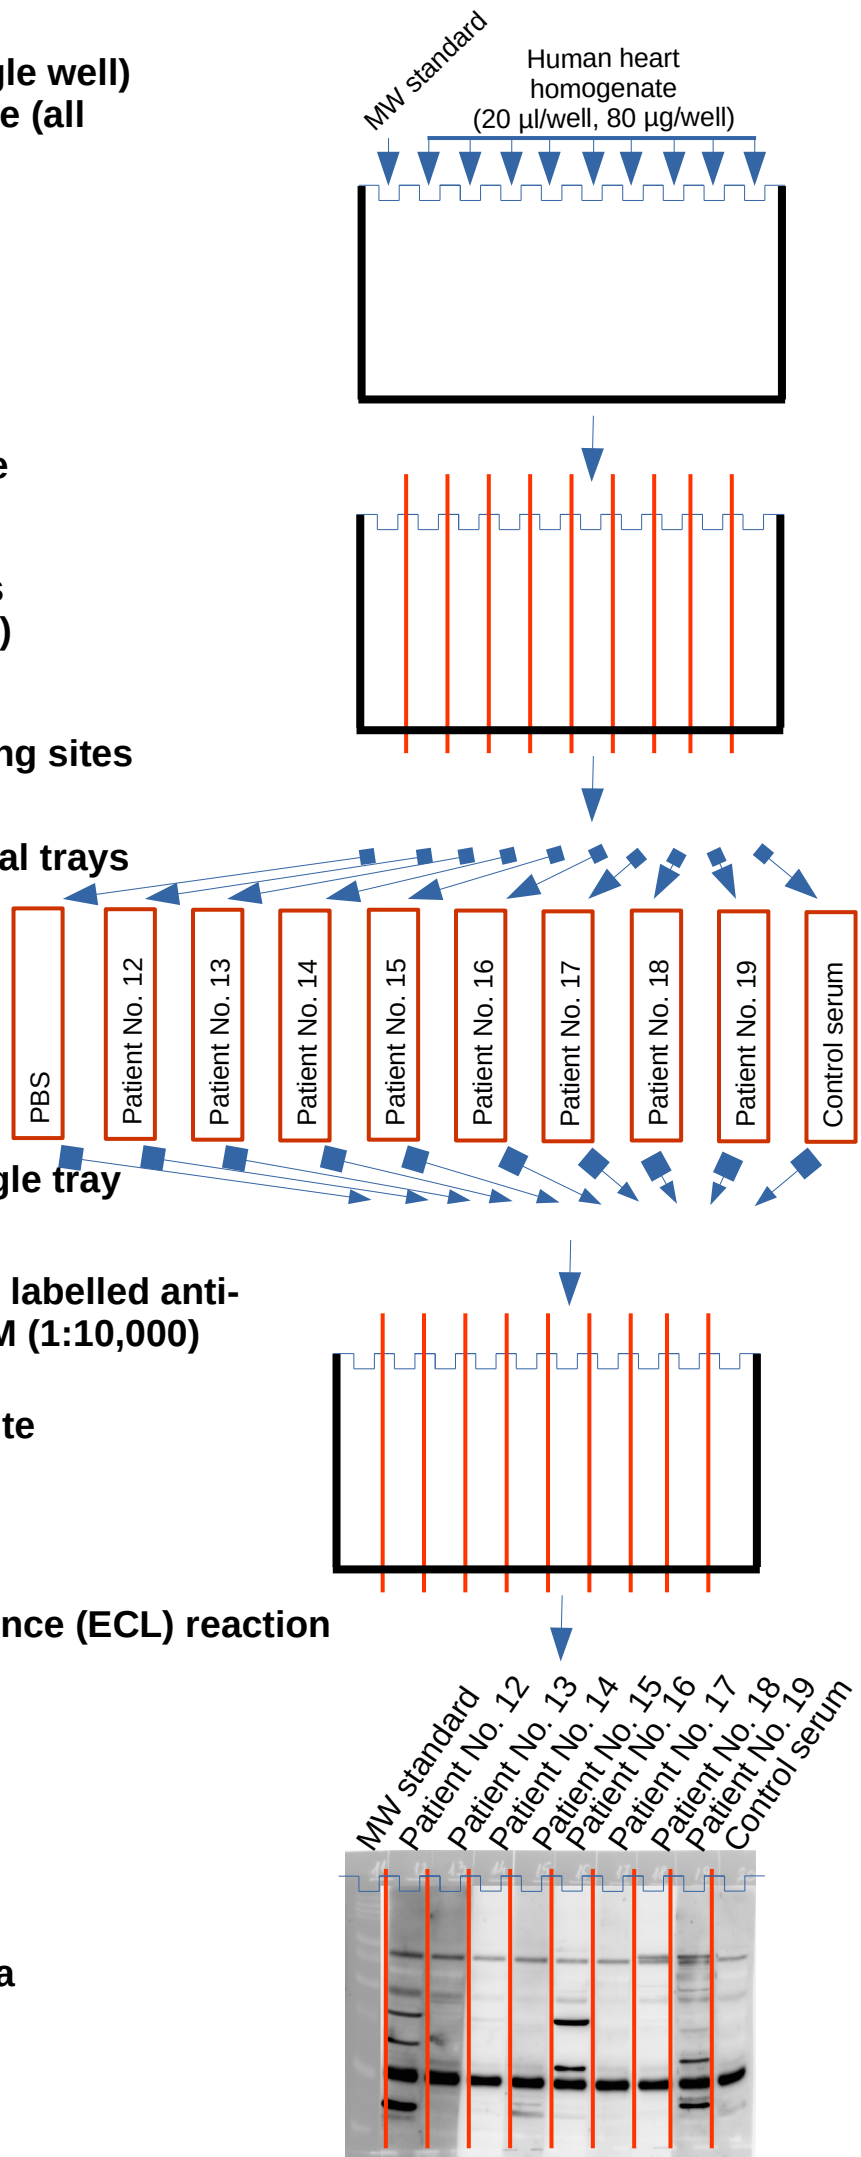 MW standard
Human heart
homogenate
(20 µl/well, 80 µg/well)
gle well)
e (all
e
s
)
ng sites
al trays
PBS
Patient No. 12
Patient No. 13
Patient No. 14
Patient No. 15
Patient No. 16
Patient No. 17
Patient No. 18
Patient No. 19
Control serum
gle tray
labelled anti-
M (1:10,000)
te
nce (ECL) reaction
MW standard
Patient No. 12
Patient No. 13
Patient No. 14
Patient No. 15
Patient No. 16
Patient No. 17
Patient No. 18
Patient No. 19
Control serum
a